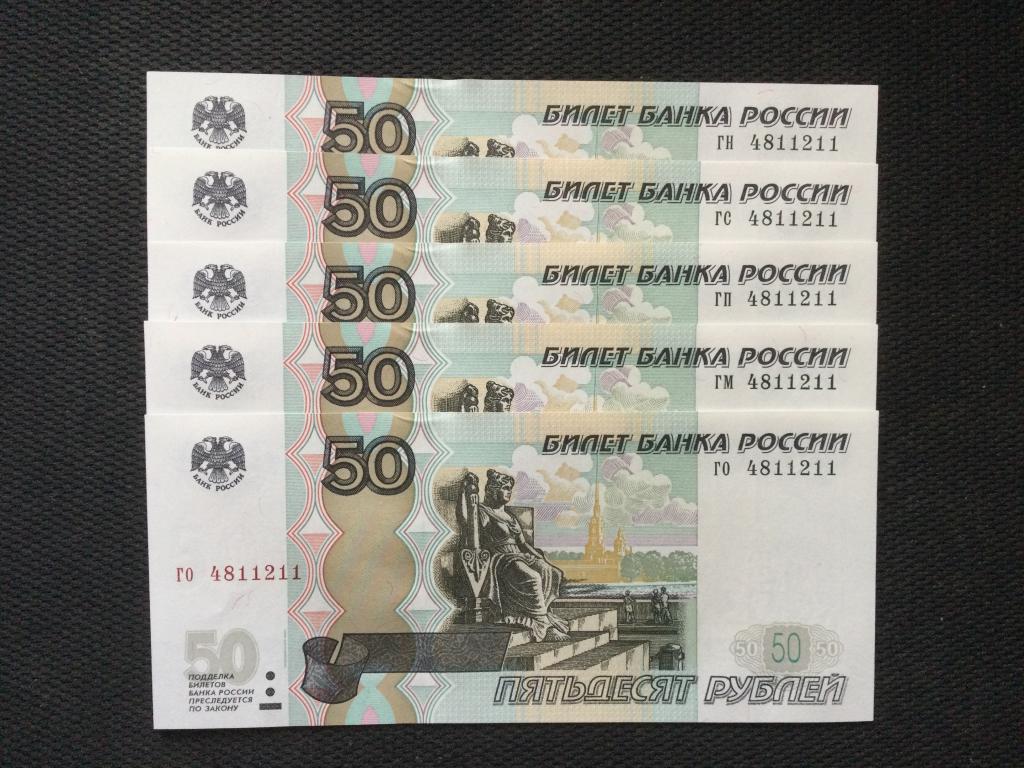 50 БИЛЕТ БАНКА РОССИИ
ГН 4811211
БАНК РОССИИ
50 БИЛЕТ БАНКА РОССИИ
ГС 4811211
БАНК РОССИИ
50 БИЛЕТ БАНКА РОССИИ
ГП 4811211
БАНК РОССИИ
50 БИЛЕТ БАНКА РОССИИ
ГМ 4811211
БАНК РОССИИ
50 БИЛЕТ БАНКА РОССИИ
ГО 4811211
БАНК РОССИИ
ГО 4811211
50
50 50 50
ПОДДЕЛКА
БИЛЕТОВ
БАНКА РОССИИ
ПРЕСЛЕДУЕТСЯ
ПО ЗАКОНУ
ПЯТЬДЕСЯТ РУБЛЕЙ